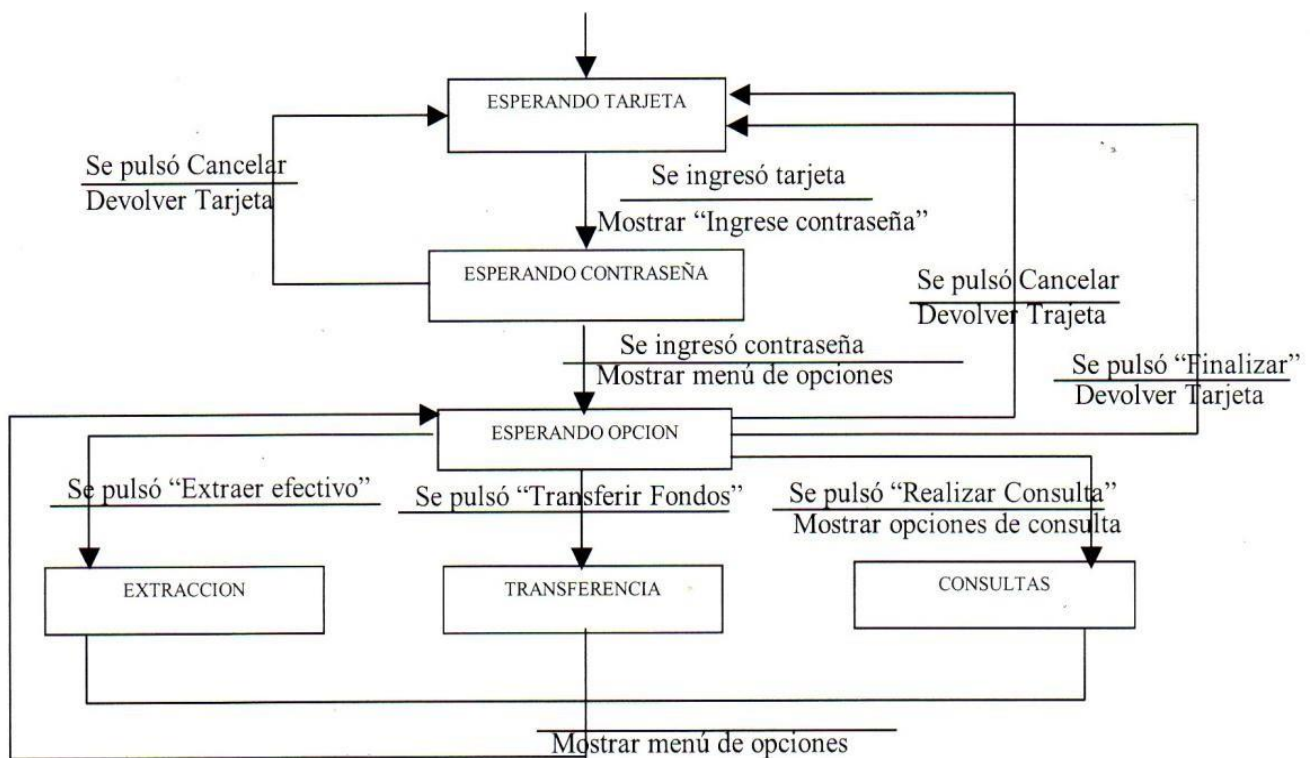 ESPERANDO TARJETA
Se pulsó Cancelar
Devolver Tarjeta
Se ingresó tarjeta
Mostrar “Ingrese contraseña”
ESPERANDO CONTRASEÑA
Se pulsó Cancelar
Devolver Trajeta
Se ingresó contraseña
Mostrar menú de opciones
Se pulsó “Finalizar”
Devolver Tarjeta
ESPERANDO OPCION
Se pulsó “Extraer efectivo”
Se pulsó “Transferir Fondos”
Se pulsó “Realizar Consulta”
Mostrar opciones de consulta
EXTRACCION
TRANSFERENCIA
CONSULTAS
Mostrar menú de opciones